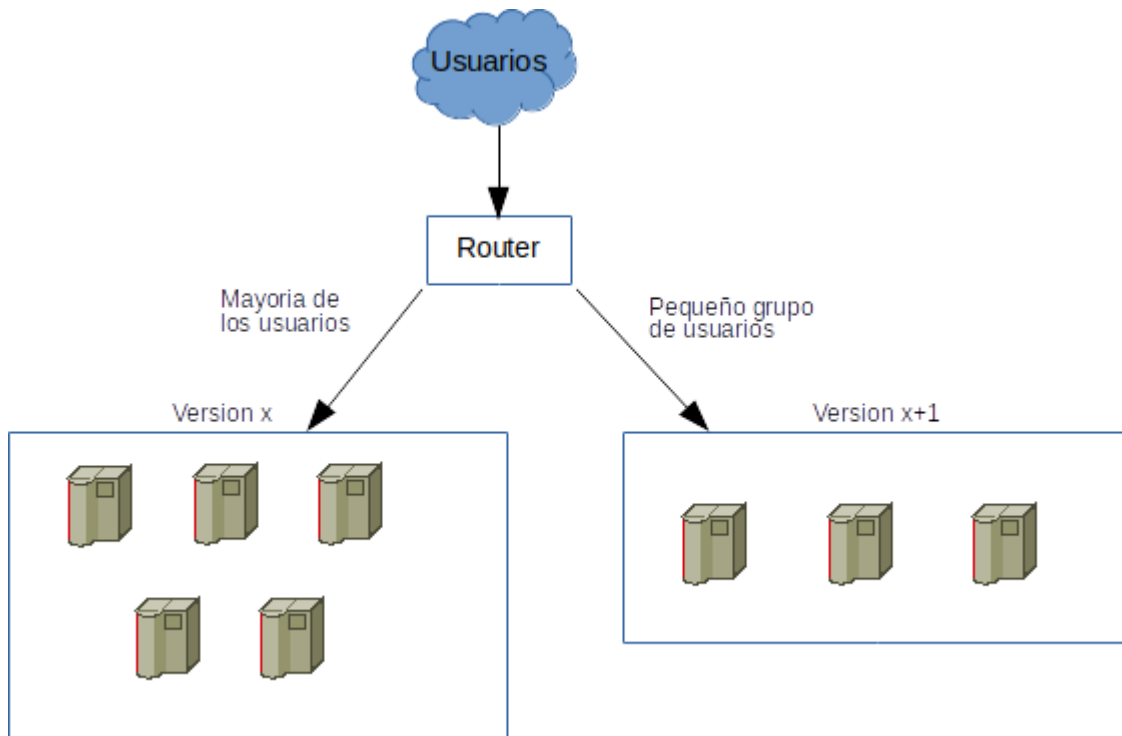 Usuarios
Router
Mayoria de
los usuarios
Pequeño grupo
de usuarios
Version x
Version x+1